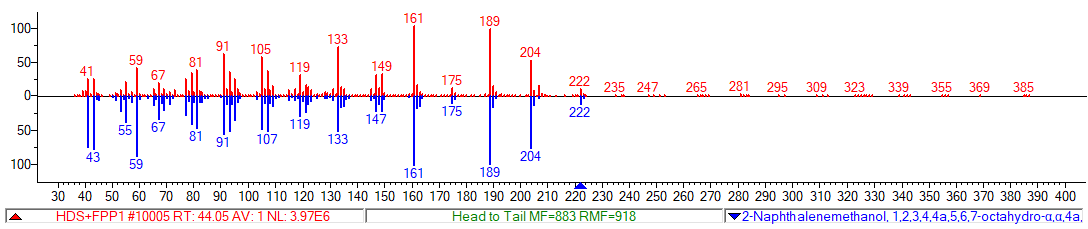 100
50
0
50
100
41 59 67 81 91 105 119 133 149 161 175 189 204 222 235 247 265 281 295 309 323 339 355 369 385
43 55 59 67 81 91 107 119 133 147 161 175 189 204 222
30 40 50 60 70 80 90 100 110 120 130 140 150 160 170 180 190 200 210 220 230 240 250 260 270 280 290 300 310 320 330 340 350 360 370 380 390 400
HDS+FPP1 #10005 RT: 44.05 AV: 1 NL: 3.97E6
Head to Tail MF=883 RMF=918
2-Naphthalenemethanol, 1,2,3,4,4a,5,6,7-octahydro-α,α,4a,